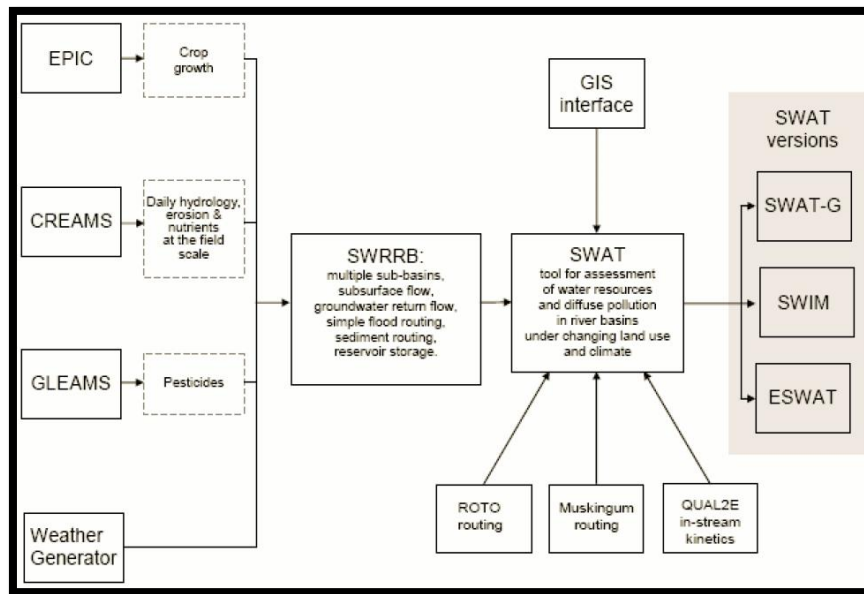 EPIC
Crop
growth
CREAMS
Daily hydrology,
erosion &
nutrients
at the field
scale
GLEAMS
Pesticides
Weather
Generator
SWRRB:
multiple sub-basins,
subsurface flow,
groundwater return flow,
simple flood routing,
sediment routing,
reservoir storage.
GIS
interface
SWAT
tool for assessment
of water resources
and diffuse pollution
in river basins
under changing land use
and climate
ROTO
routing
Muskingum
routing
QUAL2E
in-stream
kinetics
SWAT
versions
SWAT-G
SWIM
ESWAT